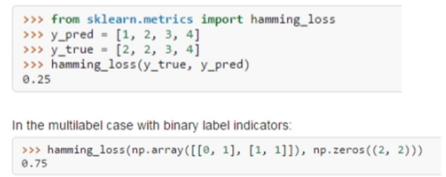 >>> from sklearn.metrics import hamming_loss
>>> y_pred = [1, 2, 3, 4]
>>> y_true = [2, 2, 3, 4]
>>> hamming_loss(y_true, y_pred)
0.25
In the multilabel case with binary label indicators:
>>> hamming_loss(np.array([[0, 1], [1, 1]]), np.zeros((2, 2)))
0.75